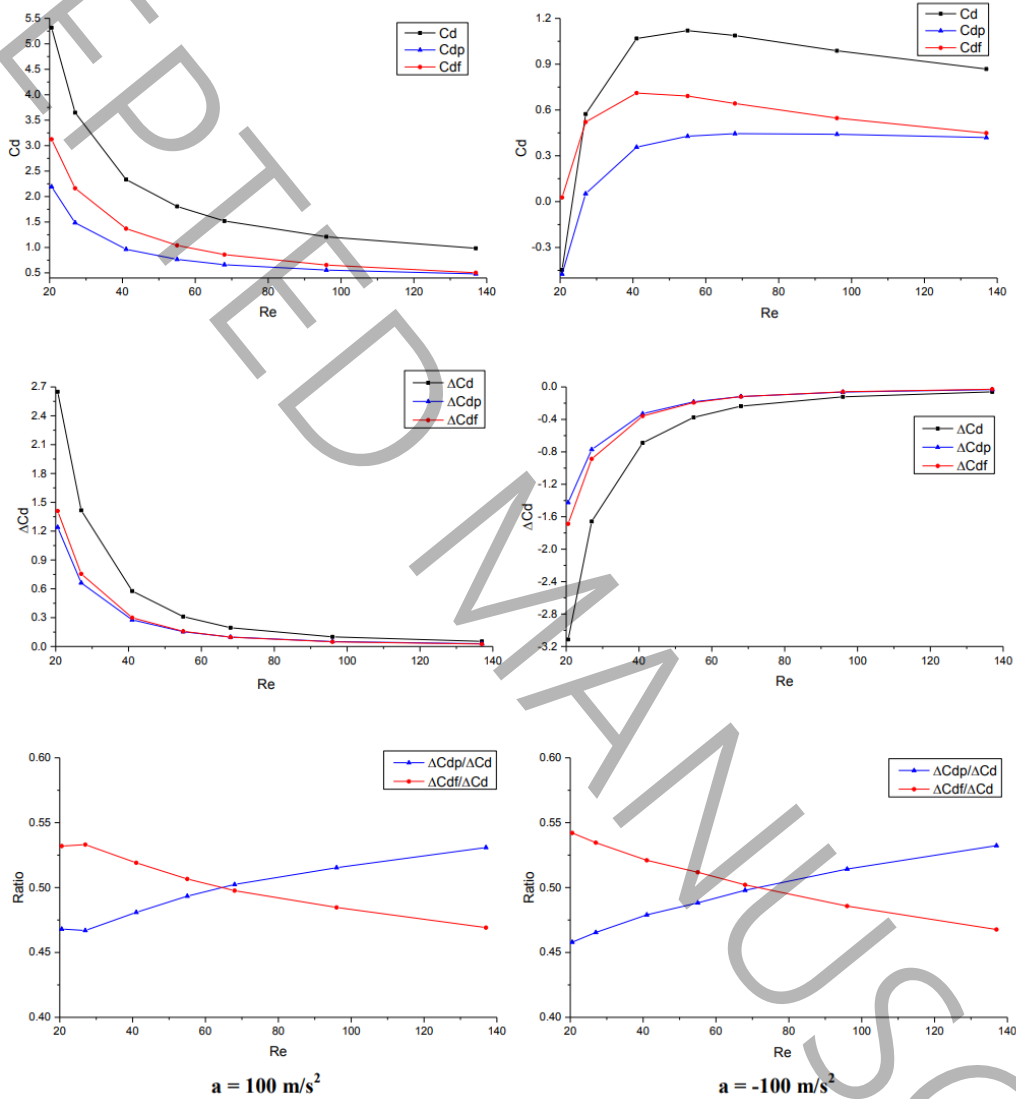 5.5
5.0
4.5
4.0
3.5
3.0
2.5
2.0
1.5
1.0
0.5
Cd
Cd
Cdp
Cdf
20 40 60 80 100 120 140
Re
1.2
0.9
0.6
0.3
0.0
-0.3
Cd
Cd
Cdp
Cdf
20 40 60 80 100 120 140
Re
2.7
2.4
2.1
1.8
1.5
1.2
0.9
0.6
0.3
0.0
ΔCd
ΔCd
ΔCdp
ΔCdf
20 40 60 80 100 120 140
Re
0.0
-0.4
-0.8
-1.2
-1.6
-2.0
-2.4
-2.8
-3.2
ΔCd
ΔCd
ΔCdp
ΔCdf
20 40 60 80 100 120 140
Re
0.60
0.55
0.50
0.45
0.40
Ratio
ΔCdp/ΔCd
ΔCdf/ΔCd
20 40 60 80 100 120 140
Re
a = 100 m/s²
0.60
0.55
0.50
0.45
0.40
Ratio
ΔCdp/ΔCd
ΔCdf/ΔCd
20 40 60 80 100 120 140
Re
a = -100 m/s²
EPTED MANUSC